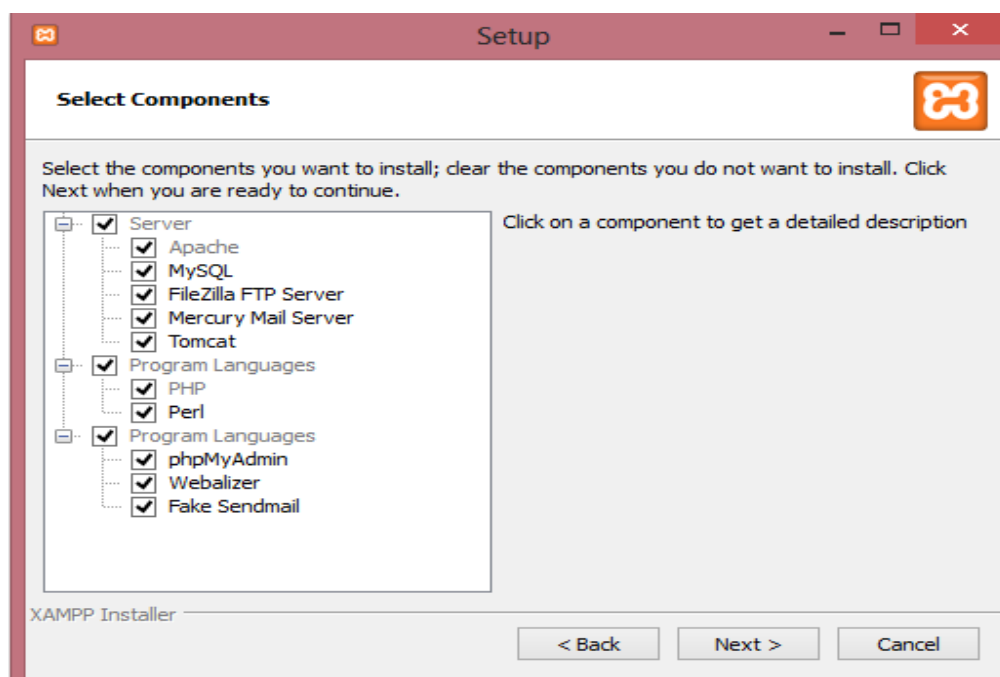 Setup
Select Components
Select the components you want to install; clear the components you do not want to install. Click
Next when you are ready to continue.
Server
Apache
MySQL
FileZilla FTP Server
Mercury Mail Server
Tomcat
Program Languages
PHP
Perl
Program Languages
phpMyAdmin
Webalizer
Fake Sendmail
Click on a component to get a detailed description
XAMPP Installer
< Back
Next >
Cancel